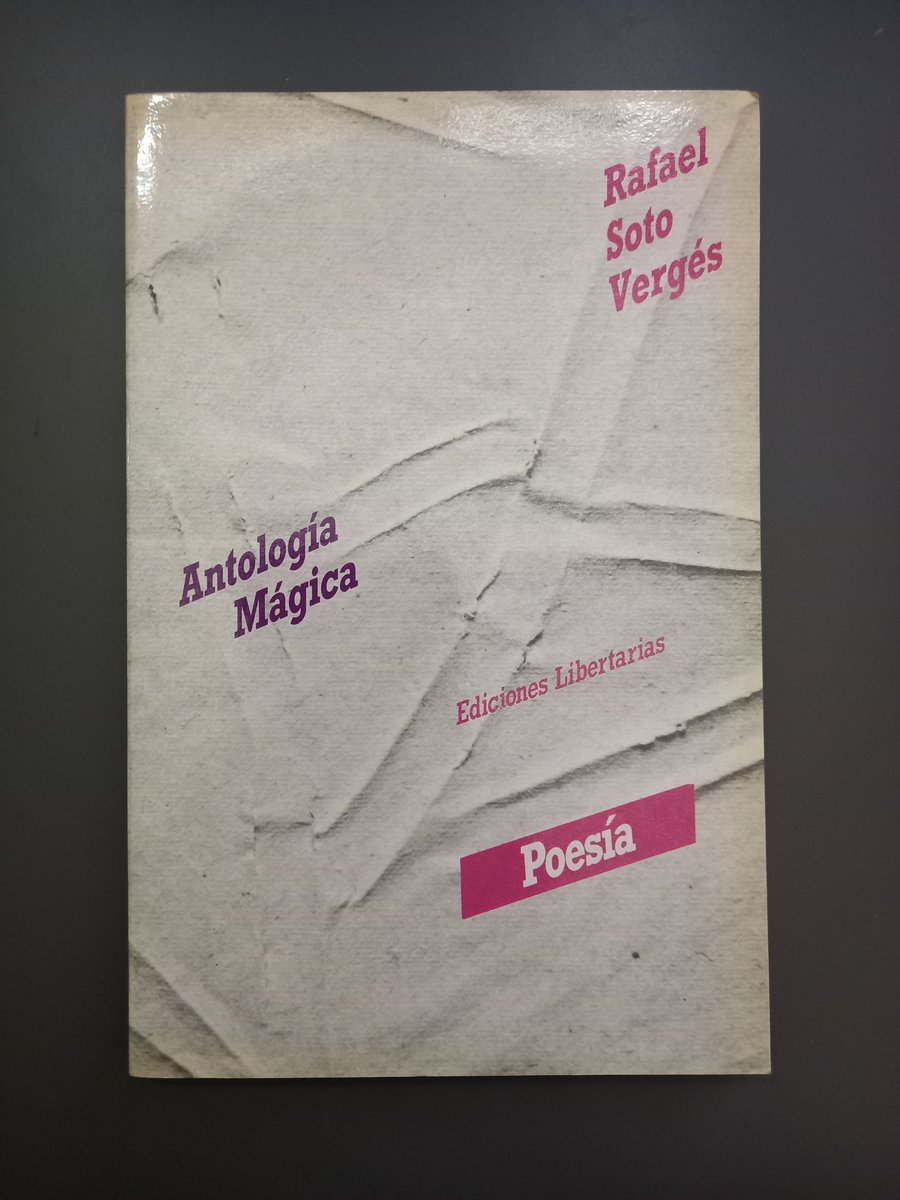 Rafael
Soto
Vergés
Antología
Mágica
Ediciones Libertarias
Poesía